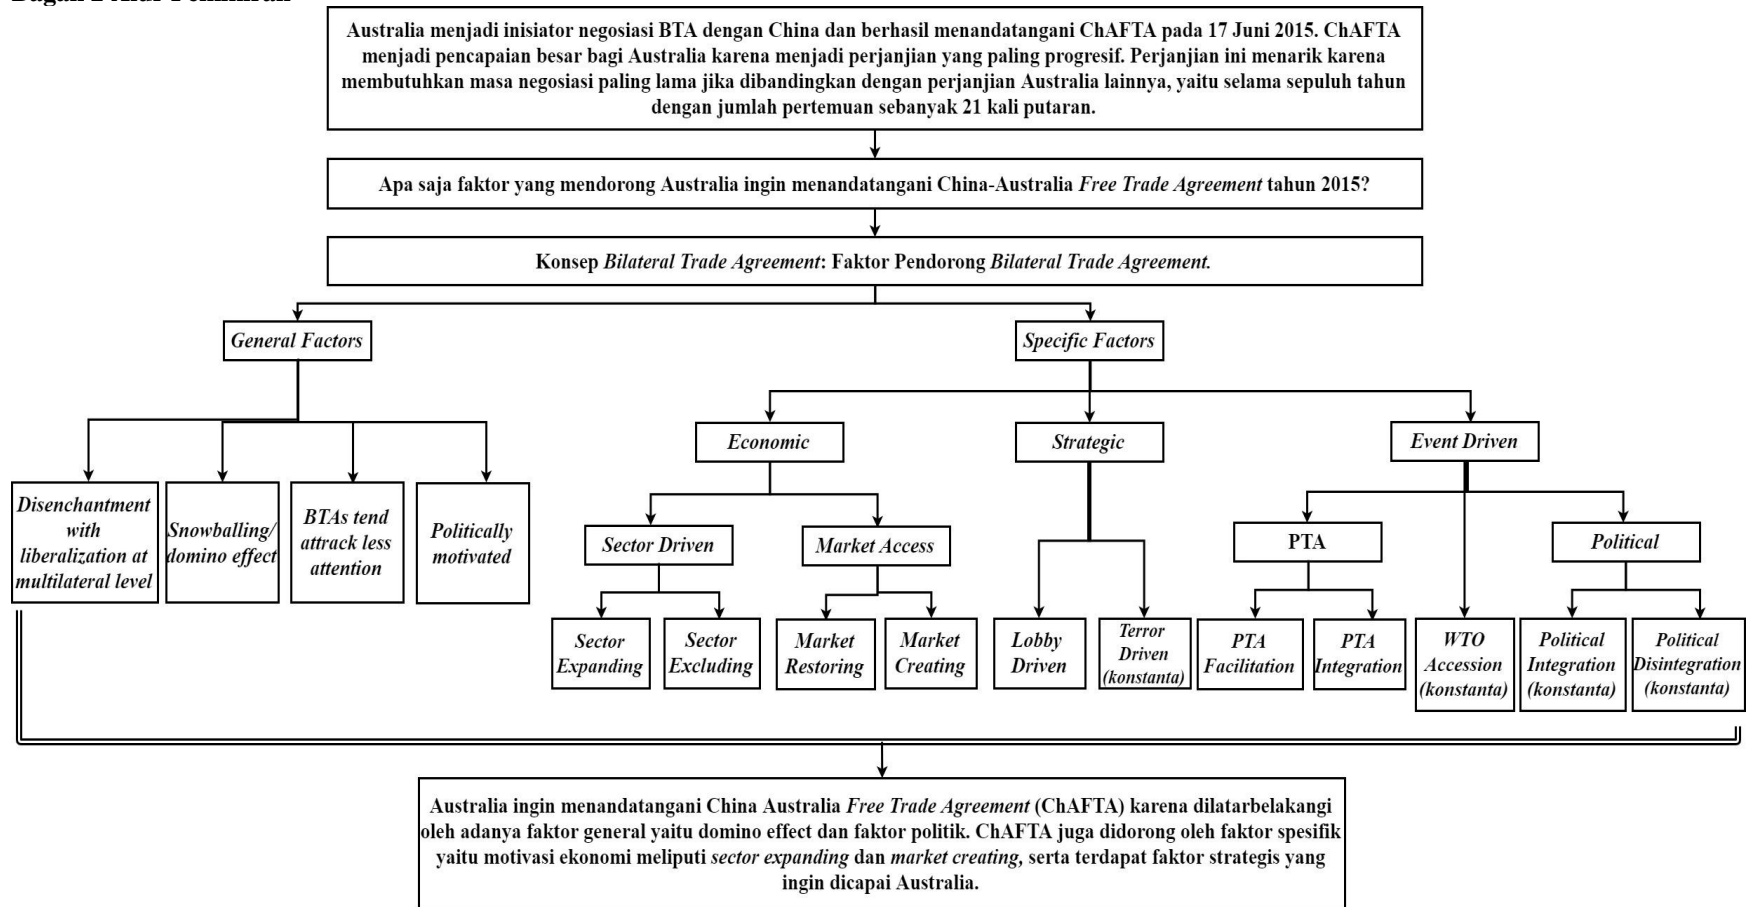 Australia menjadi inisiator negosiasi BTA dengan China dan berhasil menandatangani ChAFTA pada 17 Juni 2015. ChAFTA
menjadi pencapaian besar bagi Australia karena menjadi perjanjian yang paling progresif. Perjanjian ini menarik karena
membutuhkan masa negosiasi paling lama jika dibandingkan dengan perjanjian Australia lainnya, yaitu selama sepuluh tahun
dengan jumlah pertemuan sebanyak 21 kali putaran.
Apa saja faktor yang mendorong Australia ingin menandatangani China-Australia Free Trade Agreement tahun 2015?
Konsep Bilateral Trade Agreement: Faktor Pendorong Bilateral Trade Agreement.
General Factors
Specific Factors
Economic
Strategic
Event Driven
Disenchantment
with
liberalization at
multilateral level
Snowballing/
domino effect
BTAs tend
attrack less
attention
Politically
motivated
Sector Driven
Market Access
PTA
Political
Sector
Expanding
Sector
Excluding
Market
Restoring
Market
Creating
Lobby
Driven
Terror
Driven
(konstanta)
PTA
Facilitation
PTA
Integration
WTO
Accession
(konstanta)
Political
Integration
(konstanta)
Political
Disintegration
(konstanta)
Australia ingin menandatangani China Australia Free Trade Agreement (ChAFTA) karena dilatarbelakangi
oleh adanya faktor general yaitu domino effect dan faktor politik. ChAFTA juga didorong oleh faktor spesifik
yaitu motivasi ekonomi meliputi sector expanding dan market creating, serta terdapat faktor strategis yang
ingin dicapai Australia.